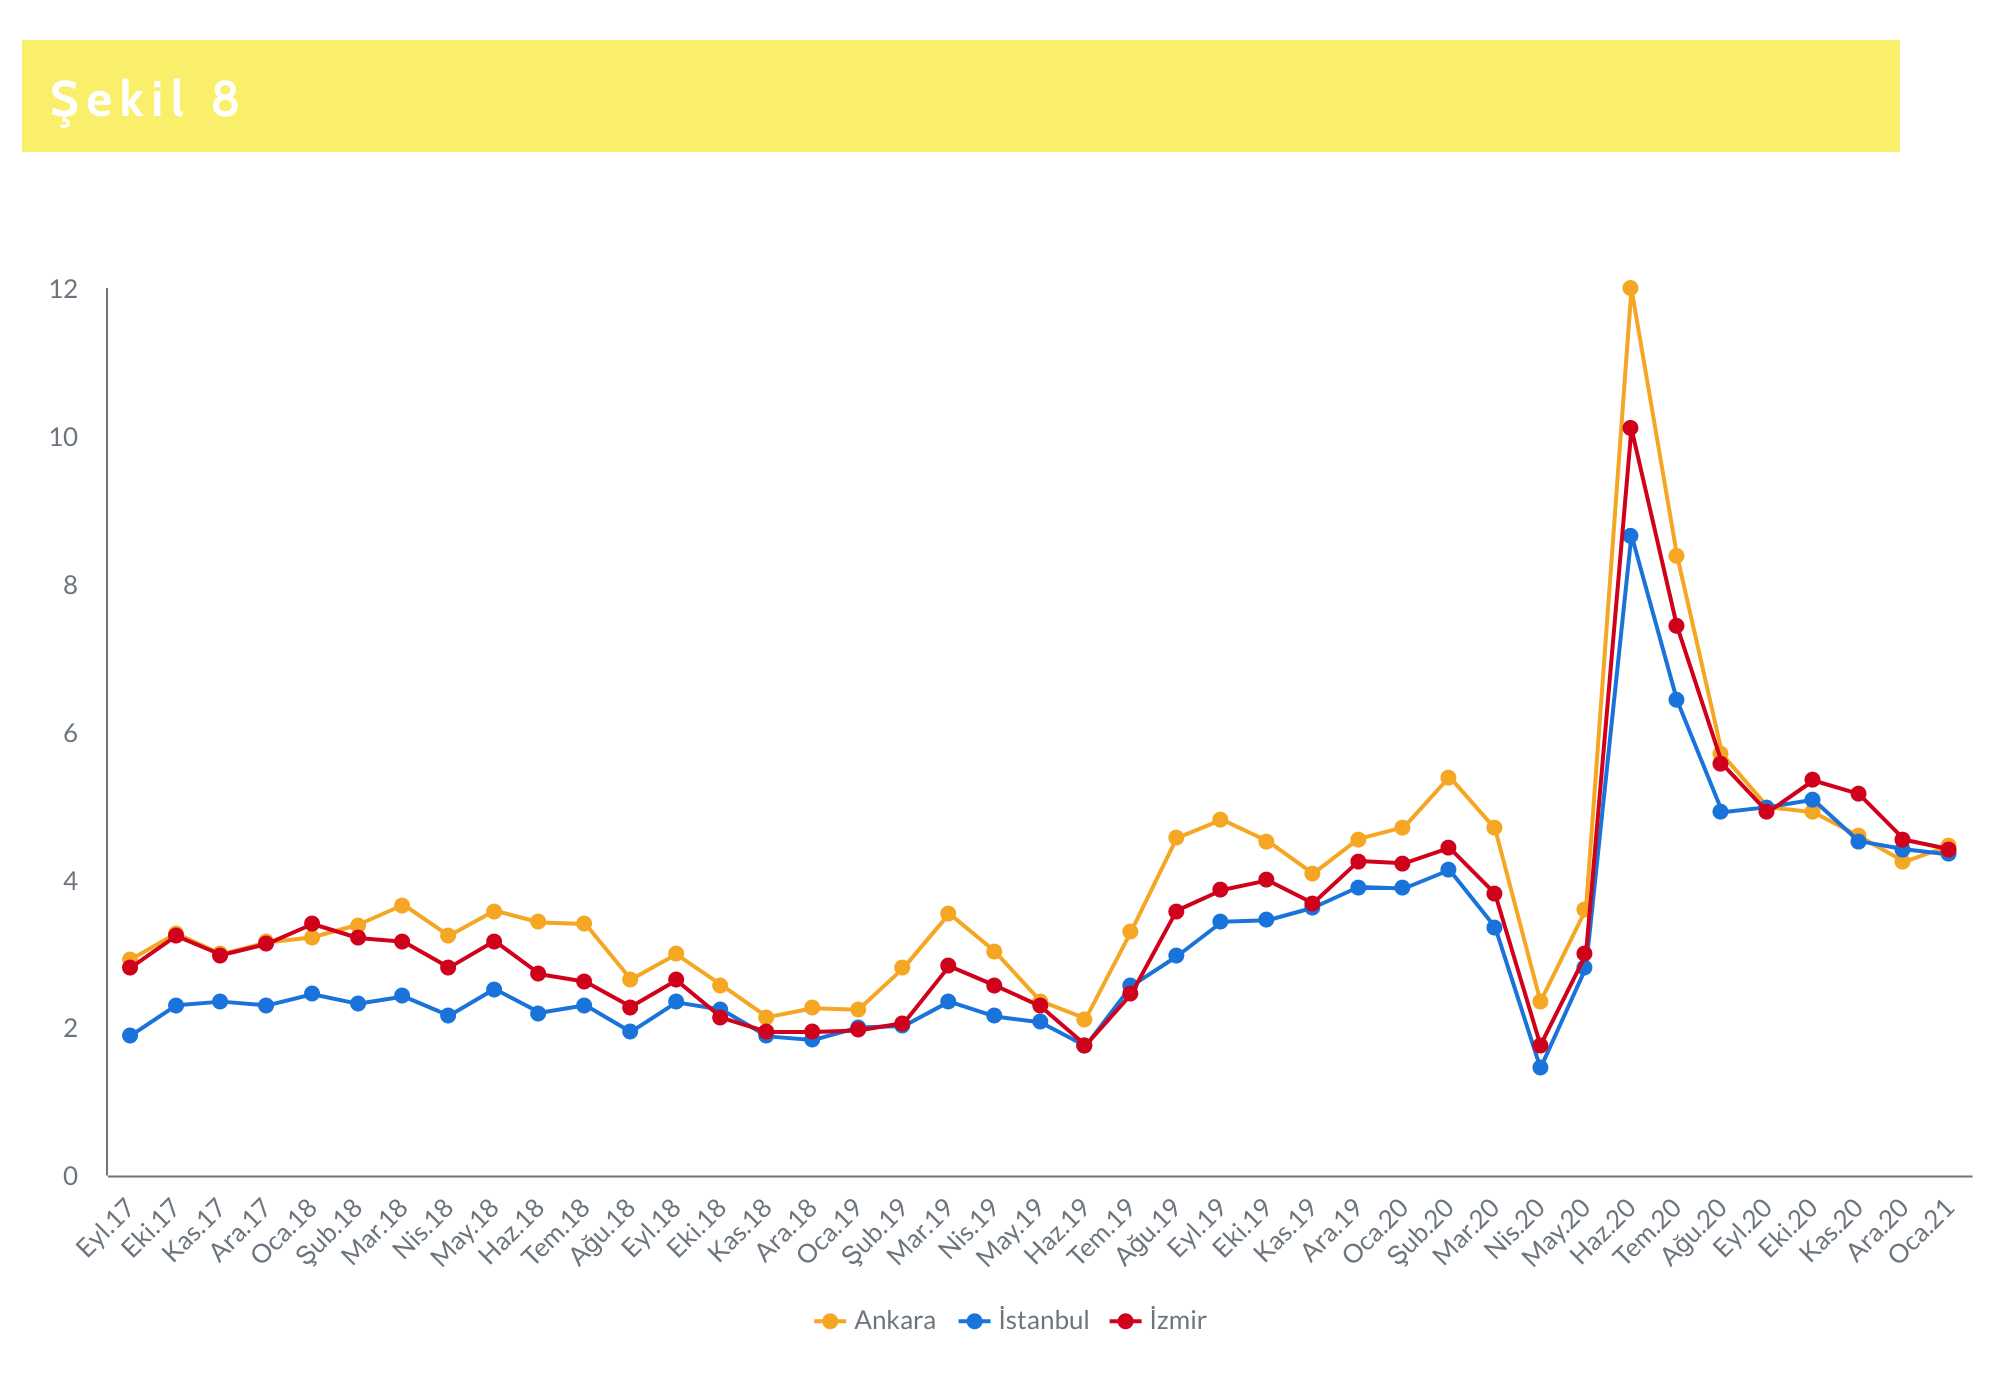 Şekil 8
12
10
8
6
4
2
0
Eyl.17 Eki.17 Kas.17 Ara.17 Oca.18 Şub.18 Mar.18 Nis.18 May.18 Haz.18 Tem.18 Ağu.18 Eyl.18 Eki.18 Kas.18 Ara.18 Oca.19 Şub.19 Mar.19 Nis.19 May.19 Haz.19 Tem.19 Ağu.19 Eyl.19 Eki.19 Kas.19 Ara.19 Oca.20 Şub.20 Mar.20 Nis.20 May.20 Haz.20 Tem.20 Ağu.20 Eyl.20 Eki.20 Kas.20 Ara.20 Oca.21
Ankara İstanbul İzmir